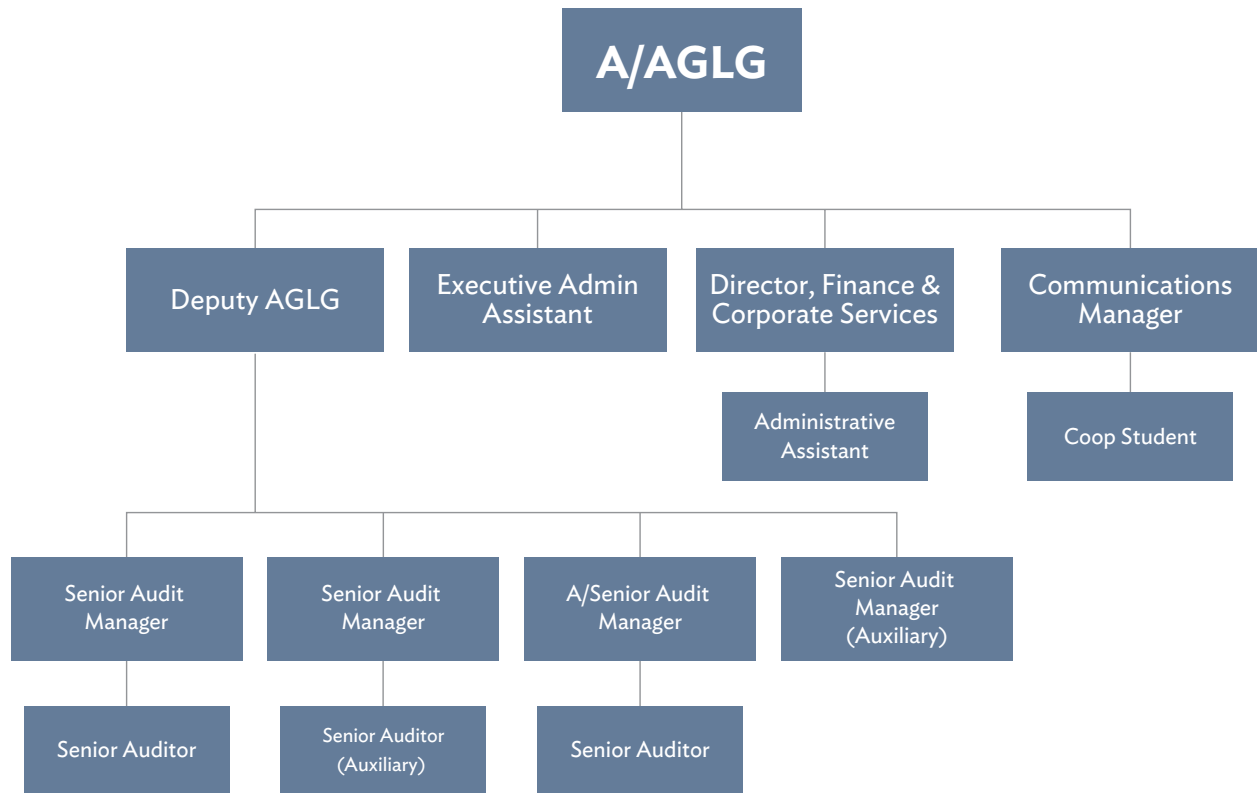 A/AGLG
Deputy AGLG
Executive Admin
Assistant
Director, Finance &
Corporate Services
Communications
Manager
Administrative
Assistant
Coop Student
Senior Audit
Manager
Senior Audit
Manager
A/Senior Audit
Manager
Senior Audit
Manager
(Auxiliary)
Senior Auditor
Senior Auditor
(Auxiliary)
Senior Auditor